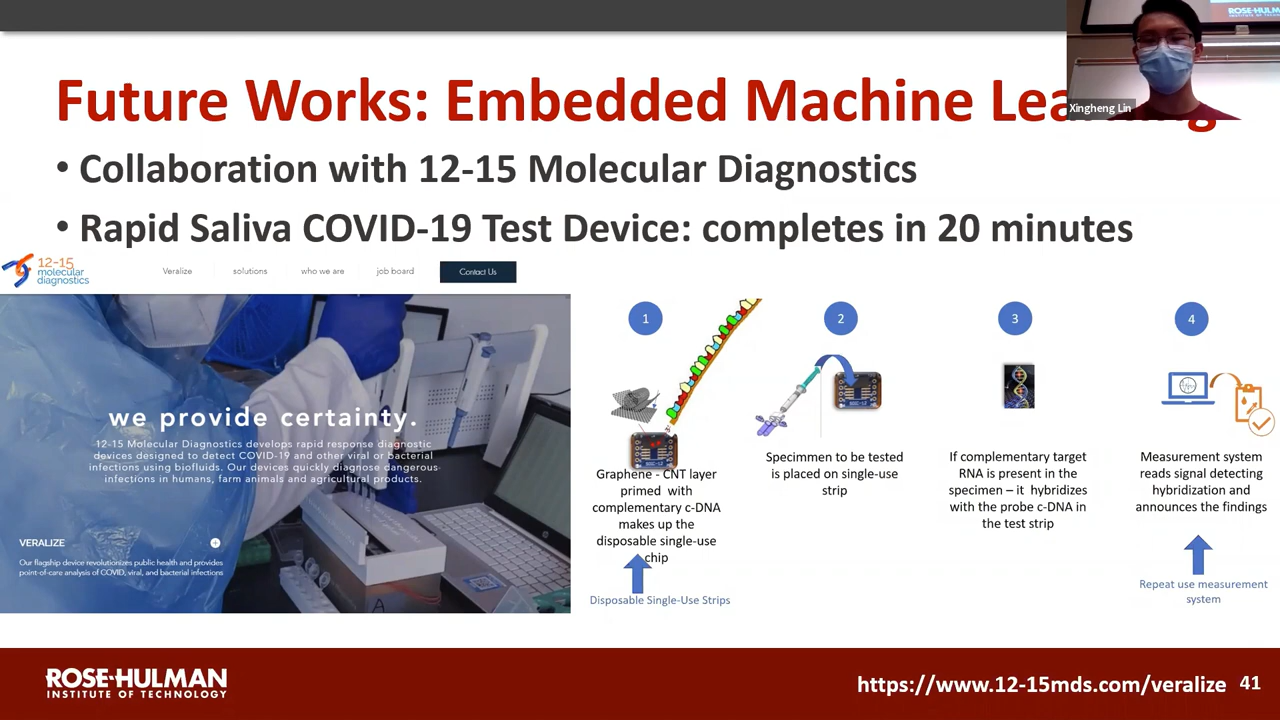 ROSE-HULMAN
Xingheng Lin
Future Works: Embedded Machine Learning
• Collaboration with 12-15 Molecular Diagnostics
• Rapid Saliva COVID-19 Test Device: completes in 20 minutes
12-15
molecular
diagnostics
Veralize
solutions
who we are
job board
Contact Us
we provide certainty.
12-15 Molecular Diagnostics develops rapid response diagnostic
devices designed to detect COVID-19 and other viral or bacterial
infections using biofluids. Our devices quickly diagnose dangerous
infections in humans, farm animals and agricultural products.
VERALIZE
Our flagship device revolutionizes public health and provides
point-of-care analysis of COVID, viral, and bacterial infections
A
1
Graphene - CNT layer
primed with
complementary c-DNA
makes up the
disposable single-use
chip
Disposable Single-Use Strips
2
Specimmen to be tested
is placed on single-use
strip
3
If complementary target
RNA is present in the
specimen – it hybridizes
with the probe c-DNA in
the test strip
4
Measurement system
reads signal detecting
hybridization and
announces the findings
Repeat use measurement
system
ROSE-HULMAN
INSTITUTE OF TECHNOLOGY
https://www.12-15mds.com/veralize
41